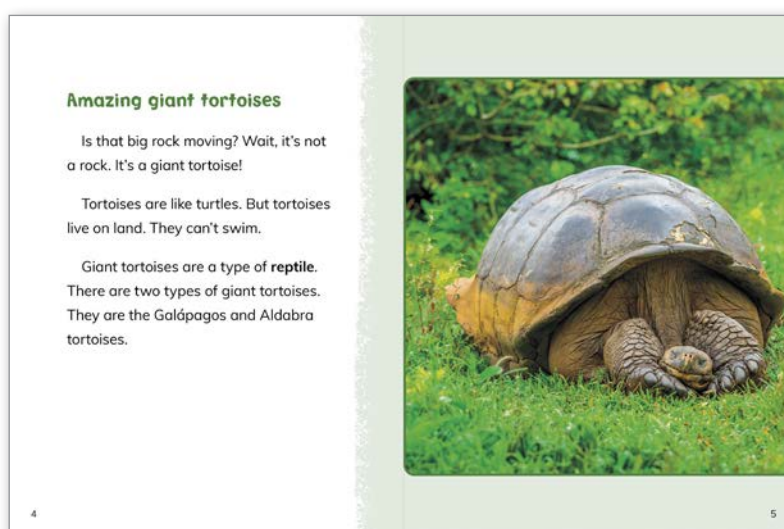 Amazing giant tortoises
Is that big rock moving? Wait, it's not
a rock. It's a giant tortoise!
Tortoises are like turtles. But tortoises
live on land. They can't swim.
Giant tortoises are a type of reptile.
There are two types of giant tortoises.
They are the Galápagos and Aldabra
tortoises.
4
5